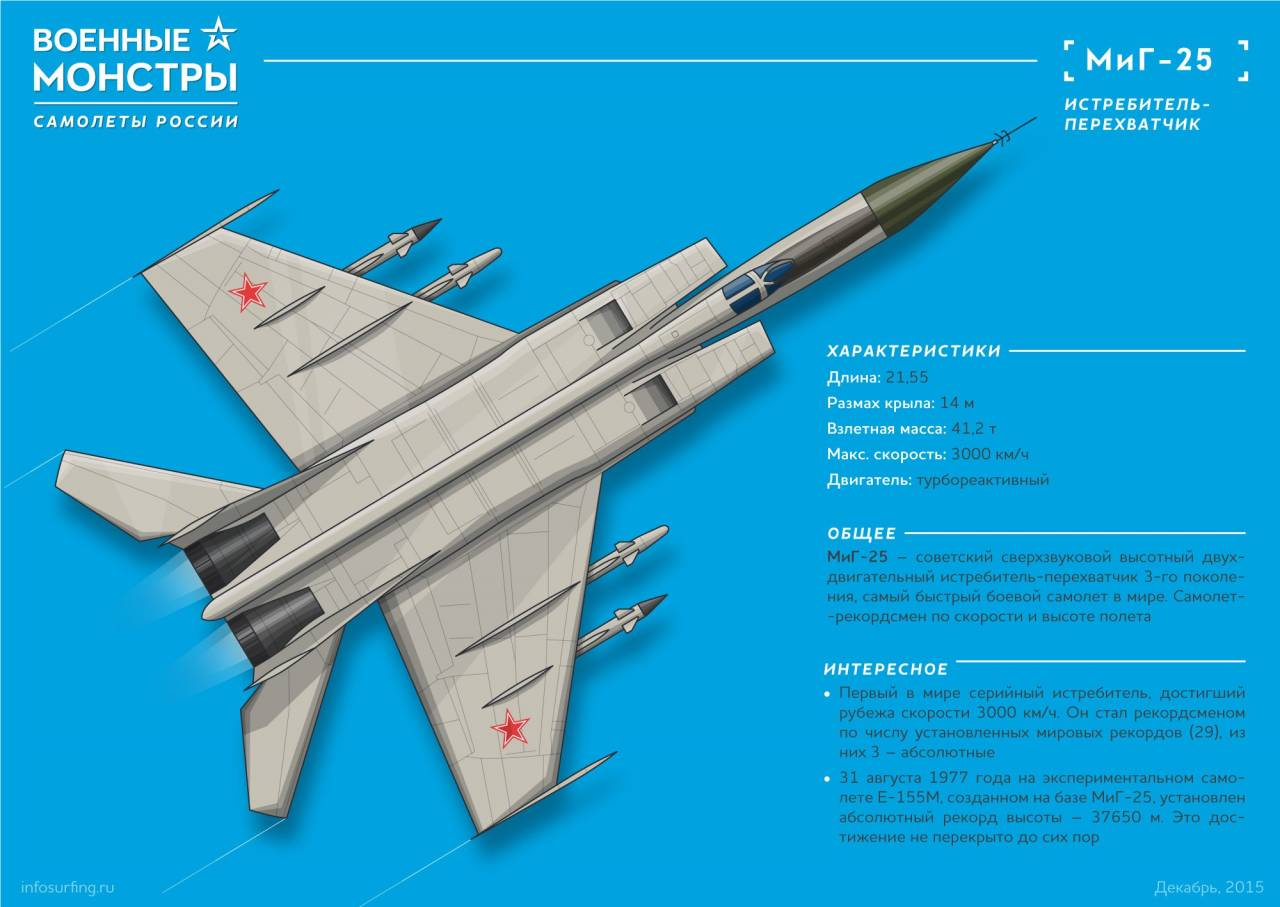 ВОЕННЫЕ
МОНСТРЫ
САМОЛЕТЫ РОССИИ
МиГ-25
ИСТРЕБИТЕЛЬ-
ПЕРЕХВАТЧИК
ХАРАКТЕРИСТИКИ
Длина: 21,55
Размах крыла: 14 м
Взлетная масса: 41,2 т
Макс. скорость: 3000 км/ч
Двигатель: турбореактивный
ОБЩЕЕ
МиГ-25 – советский сверхзвуковой высотный двух-
двигательный истребитель-перехватчик 3-го поколе-
ния, самый быстрый боевой самолет в мире. Самолет-
-рекордсмен по скорости и высоте полета
ИНТЕРЕСНОЕ
• Первый в мире серийный истребитель, достигший
рубежа скорости 3000 км/ч. Он стал рекордсменом
по числу установленных мировых рекордов (29), из
них 3 – абсолютные
• 31 августа 1977 года на экспериментальном само-
лете Е-155М, созданном на базе МиГ-25, установлен
абсолютный рекорд высоты – 37650 м. Это дос-
тижение не перекрыто до сих пор
infosurfing.ru
Декабрь, 2015